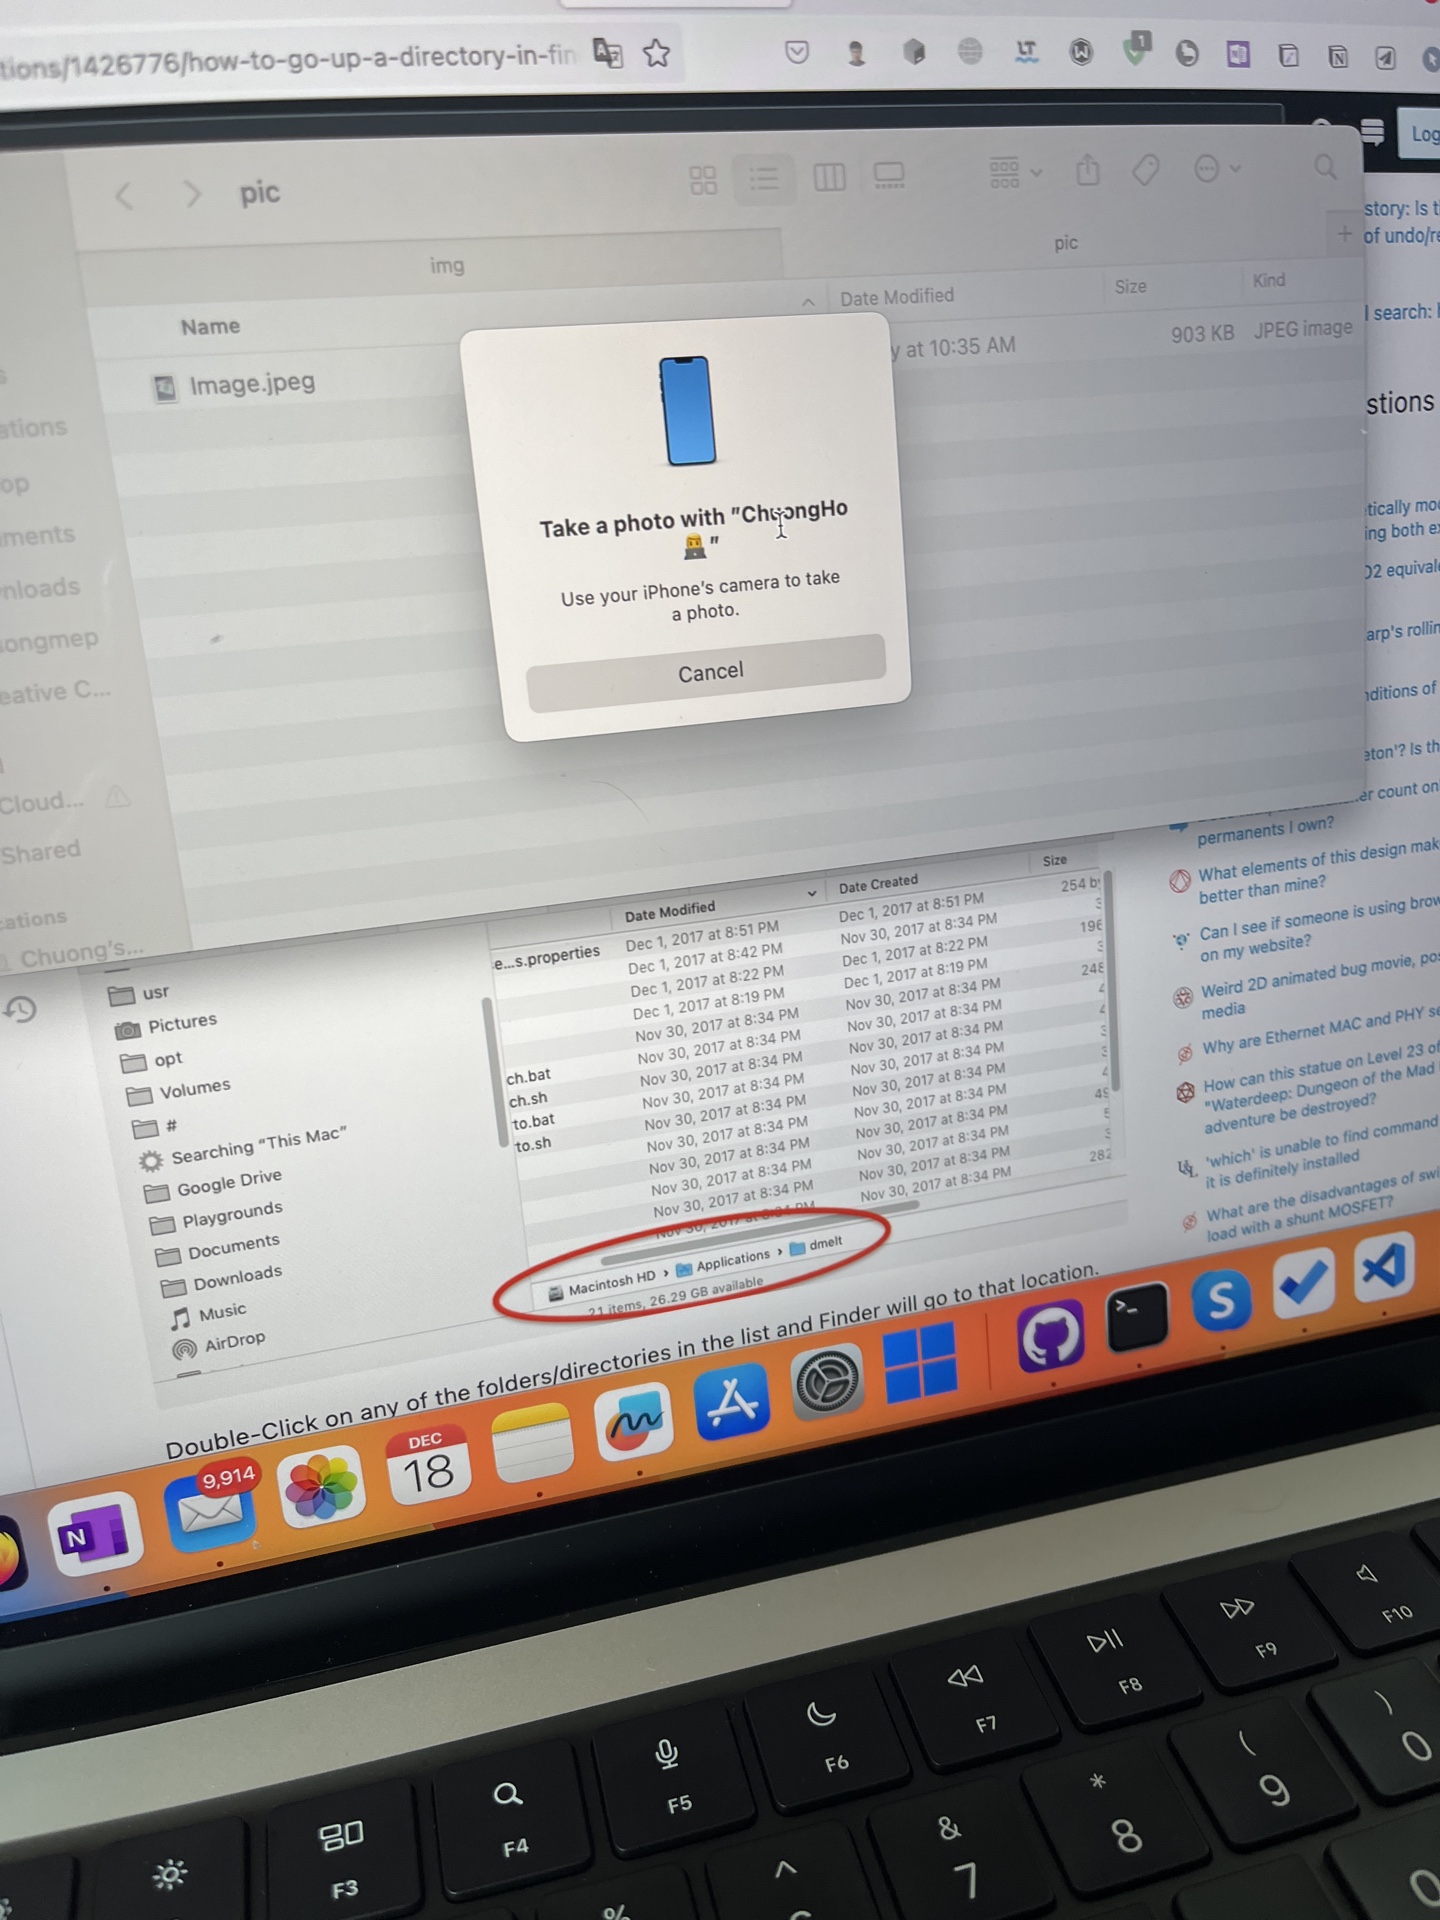 tions/1426776/how-to-go-up-a-directory-in-fin
1
LT
N
Log
pic
img
pic
Name
Date Modified
Size
Kind
Image.jpeg
y at 10:35 AM
903 KB
JPEG image
Take a photo with "ChuongHo
"
Use your iPhone's camera to take
a photo.
Cancel
ations
op
ments
nloads
ongmep
eative C...
Cloud...
Shared
cations
Chuong's...
story: Is t
of undo/re
l search:
stions
tically mo
ing both e
O2 equival
arp's rollin
nditions of
eton'? Is th
er count on
permanents I own?
What elements of this design mak
better than mine?
Can I see if someone is using brow
on my website?
Weird 2D animated bug movie, po
media
Why are Ethernet MAC and PHY se
How can this statue on Level 23 of
"Waterdeep: Dungeon of the Mad
adventure be destroyed?
'which' is unable to find command
it is definitely installed
What are the disadvantages of swi
load with a shunt MOSFET?
usr
Pictures
opt
Volumes
#
Searching "This Mac"
Google Drive
Playgrounds
Documents
Downloads
Music
AirDrop
Date Modified
Date Created
Size
e...s.properties
Dec 1, 2017 at 8:51 PM
Dec 1, 2017 at 8:51 PM
254 b
Dec 1, 2017 at 8:42 PM
Nov 30, 2017 at 8:34 PM
Dec 1, 2017 at 8:22 PM
Dec 1, 2017 at 8:22 PM
196
Dec 1, 2017 at 8:19 PM
Dec 1, 2017 at 8:19 PM
Nov 30, 2017 at 8:34 PM
Nov 30, 2017 at 8:34 PM
248
Nov 30, 2017 at 8:34 PM
Nov 30, 2017 at 8:34 PM
ch.bat
Nov 30, 2017 at 8:34 PM
Nov 30, 2017 at 8:34 PM
ch.sh
Nov 30, 2017 at 8:34 PM
Nov 30, 2017 at 8:34 PM
to.bat
Nov 30, 2017 at 8:34 PM
Nov 30, 2017 at 8:34 PM
to.sh
Nov 30, 2017 at 8:34 PM
Nov 30, 2017 at 8:34 PM
Nov 30, 2017 at 8:34 PM
Nov 30, 2017 at 8:34 PM
Nov 30, 2017 at 8:34 PM
Nov 30, 2017 at 8:34 PM
Nov 30, 2017 at 8:34 PM
Nov 30, 2017 at 8:34 PM
282
Macintosh HD › Applications › dmelt
21 items, 26.29 GB available
Double-Click on any of the folders/directories in the list and Finder will go to that location.
N
9,914
DEC
18
>_
S
F3
F4
F5
F6
F7
F8
F9
F10
%
^
&
7
*
8
(
9
)
0